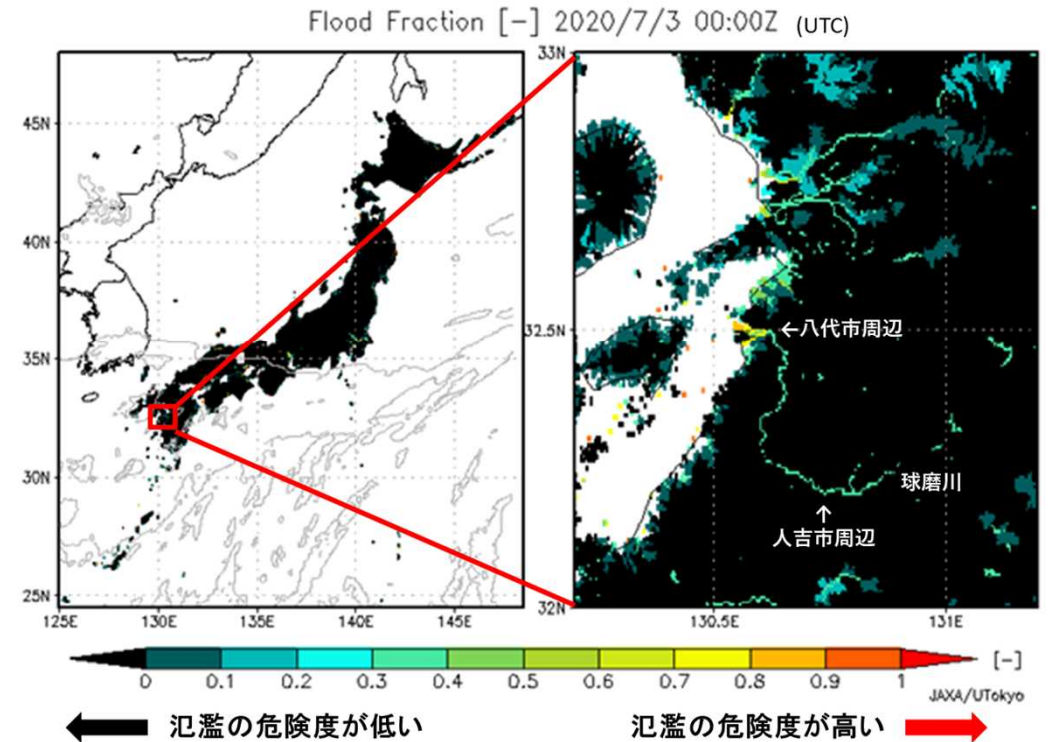 Flood Fraction [-] 2020/7/3 00:00Z (UTC)
45N
40N
35N
30N
25N
125E 130E 135E 140E 145E
33N
32.5N
32N
130.5E 131E
←八代市周辺
球磨川
↑
人吉市周辺
0 0.1 0.2 0.3 0.4 0.5 0.6 0.7 0.8 0.9 1 [-]
JAXA/UTokyo
氾濫の危険度が低い 氾濫の危険度が高い